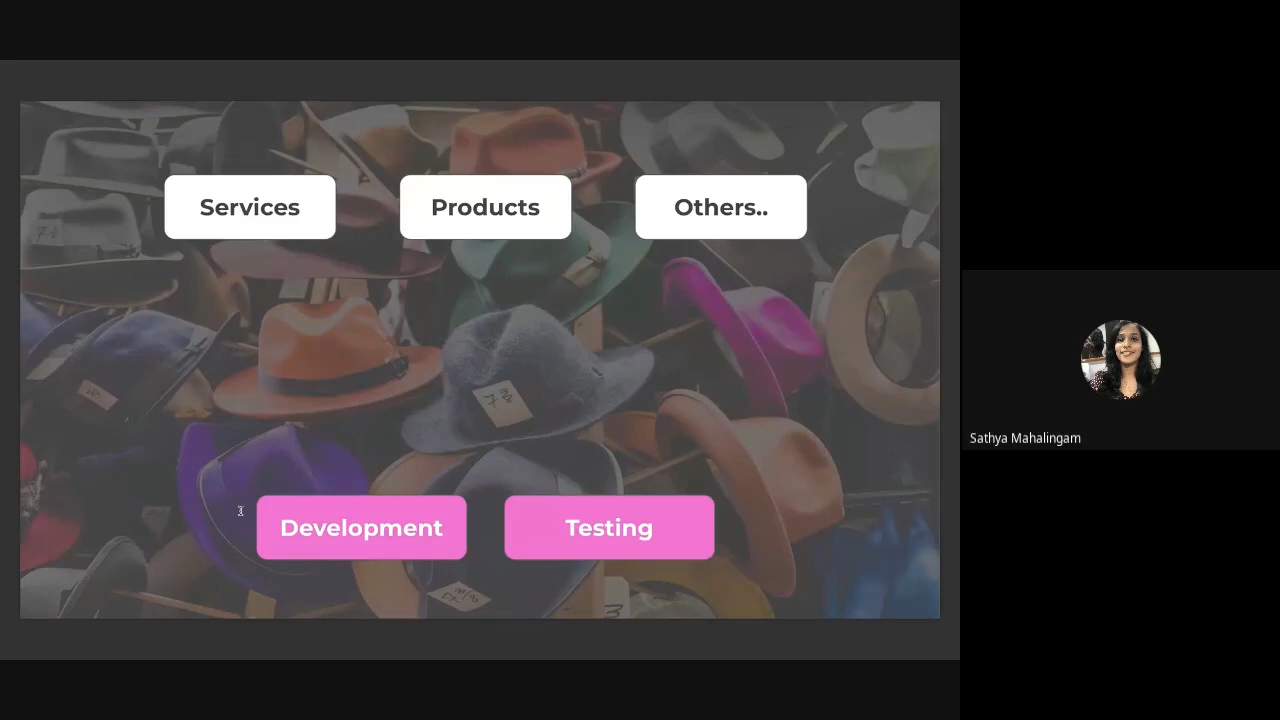 Services
Products
Others..
Development
Testing
Sathya Mahalingam